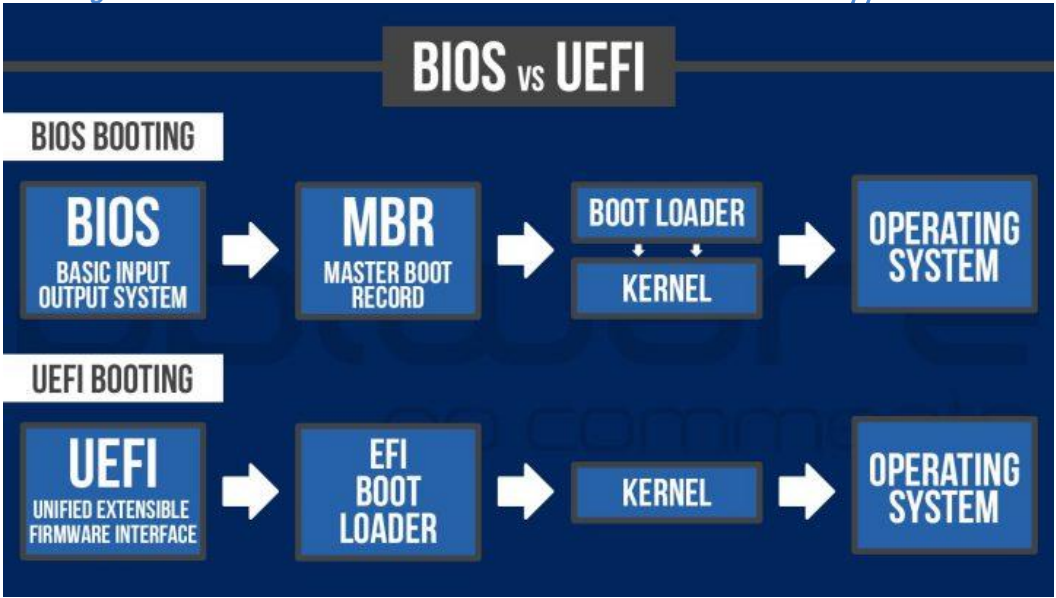 BIOS vs UEFI
BIOS BOOTING
BIOS
BASIC INPUT
OUTPUT SYSTEM
MBR
MASTER BOOT
RECORD
BOOT LOADER
KERNEL
OPERATING
SYSTEM
UEFI BOOTING
UEFI
UNIFIED EXTENSIBLE
FIRMWARE INTERFACE
EFI
BOOT
LOADER
KERNEL
OPERATING
SYSTEM